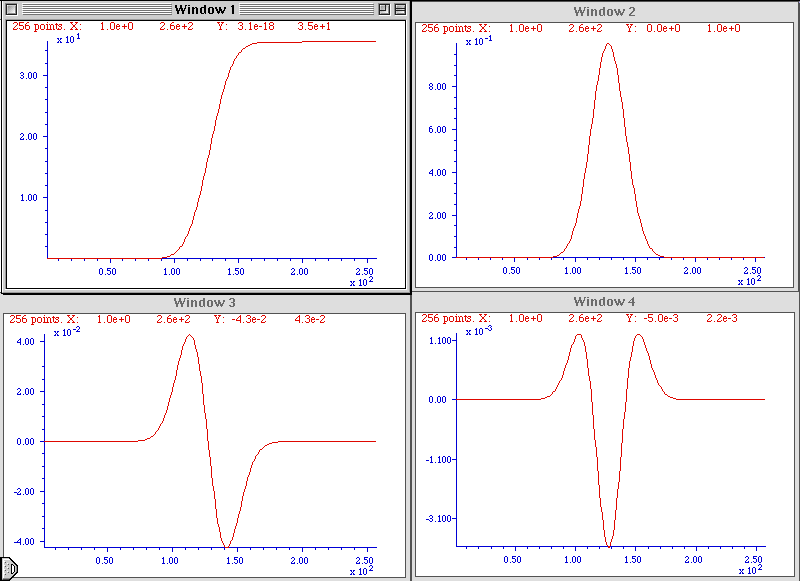 Window 1
256 points. X: 1.0e+0 2.6e+2 Y: 3.1e-18 3.5e+1
x 10 1
3.00
2.00
1.00
0.50 1.00 1.50 2.00 2.50
x 10 2
Window 2
256 points. X: 1.0e+0 2.6e+2 Y: 0.0e+0 1.0e+0
x 10 -1
8.00
6.00
4.00
2.00
0.00
0.50 1.00 1.50 2.00 2.50
x 10 2
Window 3
256 points. X: 1.0e+0 2.6e+2 Y: -4.3e-2 4.3e-2
x 10 -2
4.00
2.00
0.00
-2.00
-4.00
0.50 1.00 1.50 2.00 2.50
x 10 2
Window 4
256 points. X: 1.0e+0 2.6e+2 Y: -5.0e-3 2.2e-3
x 10 -3
1.100
0.00
-1.100
-3.100
0.50 1.00 1.50 2.00 2.50
x 10 2